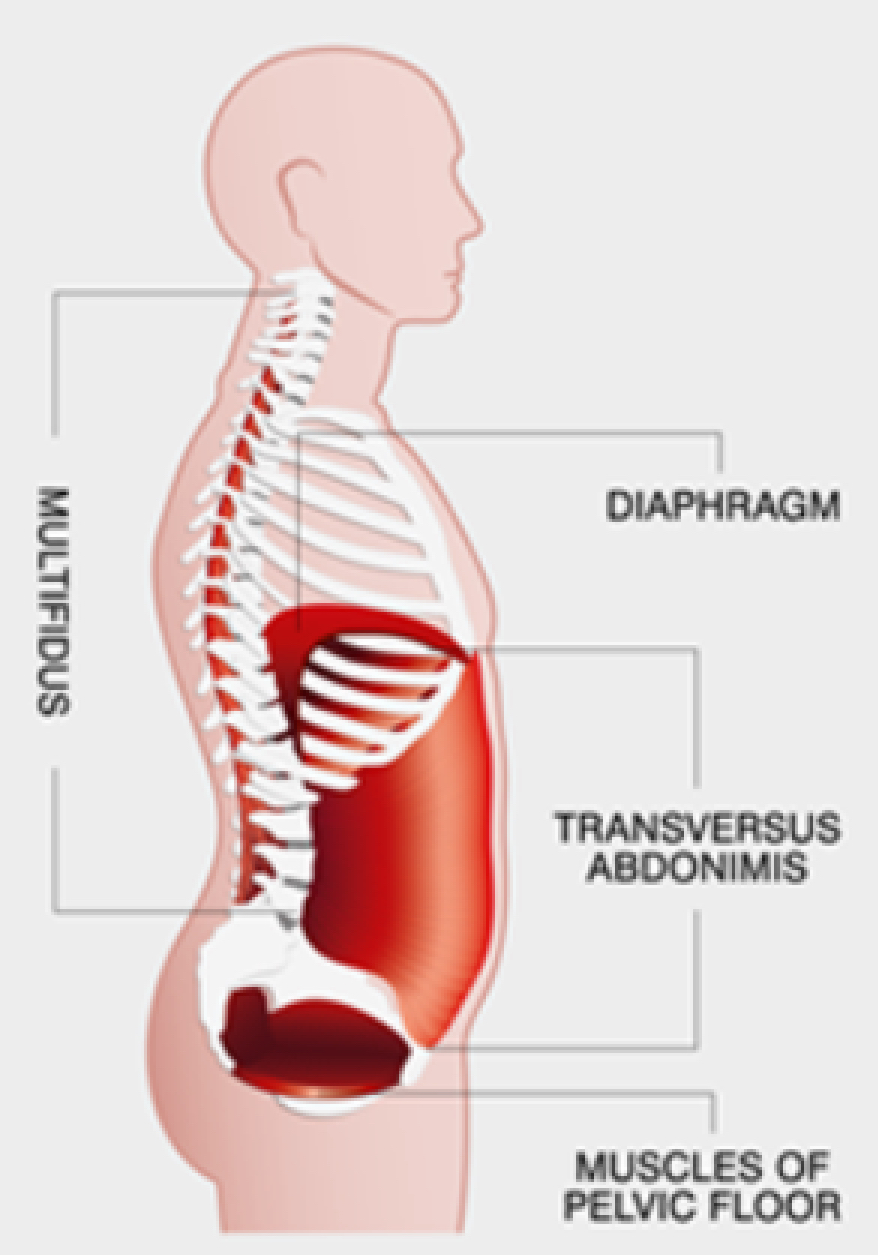 DIAPHRAGM
MULTIFIDUS
TRANSVERSUS
ABDONIMIS
MUSCLES OF
PELVIC FLOOR